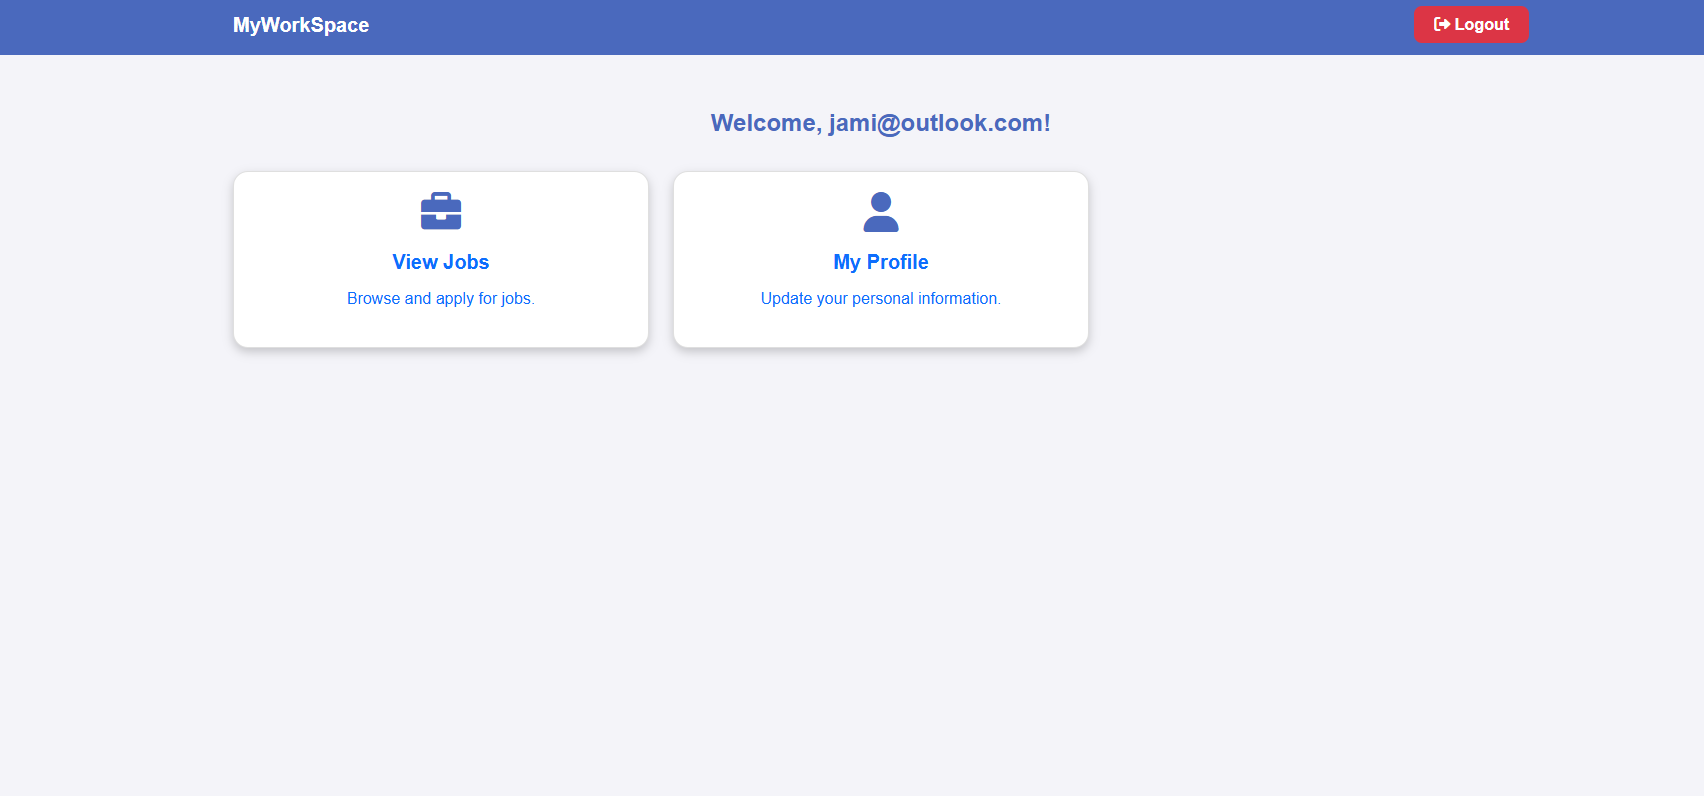 MyWorkSpace
Logout
Welcome, jami@outlook.com!
View Jobs
Browse and apply for jobs.
My Profile
Update your personal information.